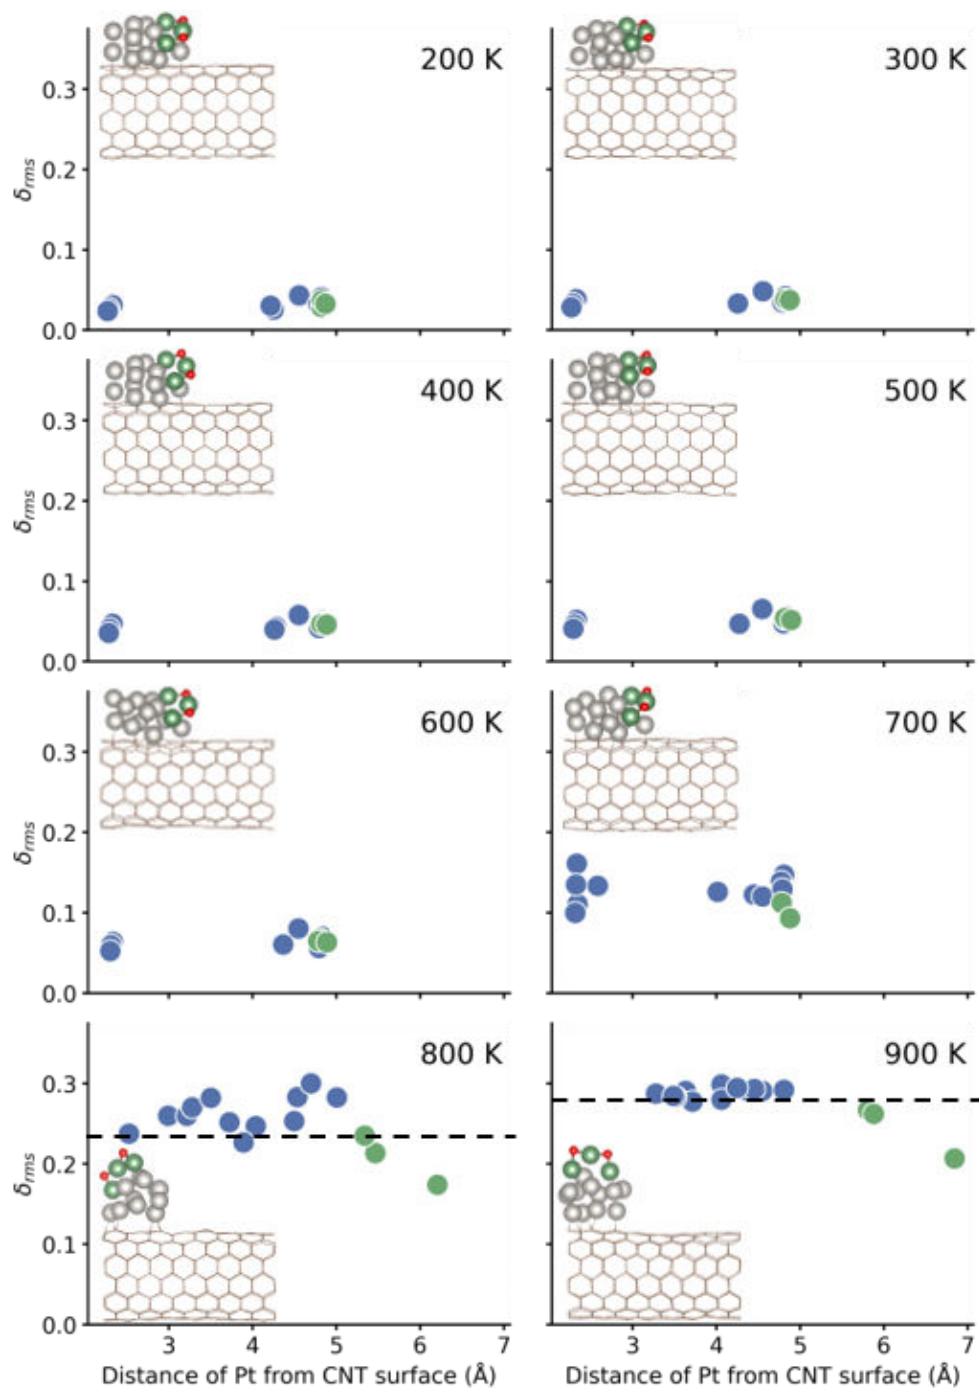 200 K
300 K
0.3
0.2
0.1
0.0
δrms
400 K
500 K
0.3
0.2
0.1
0.0
δrms
600 K
700 K
0.3
0.2
0.1
0.0
δrms
800 K
900 K
0.3
0.2
0.1
0.0
δrms
3 4 5 6 7
3 4 5 6 7
Distance of Pt from CNT surface (Å)
Distance of Pt from CNT surface (Å)